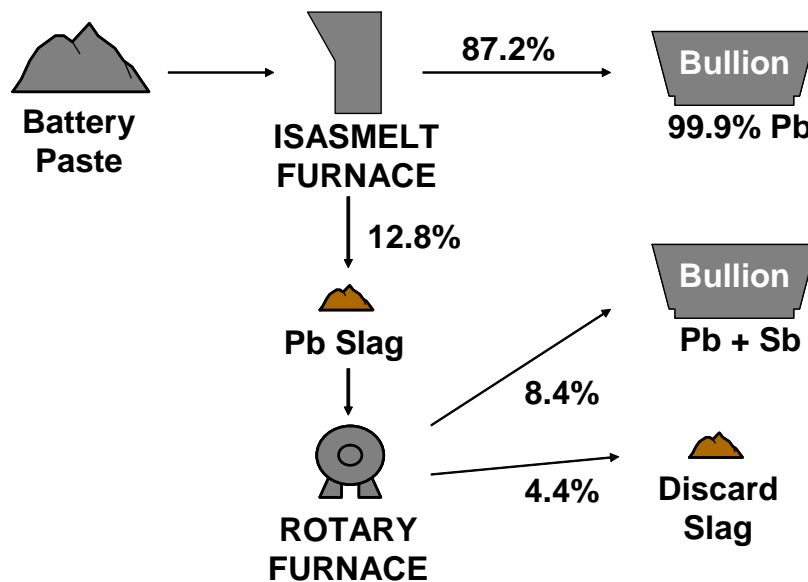 87.2%
Bullion
Battery
Paste
ISASMELT
FURNACE
99.9% Pb
12.8%
Bullion
Pb Slag
Pb + Sb
8.4%
4.4%
Discard
Slag
ROTARY
FURNACE